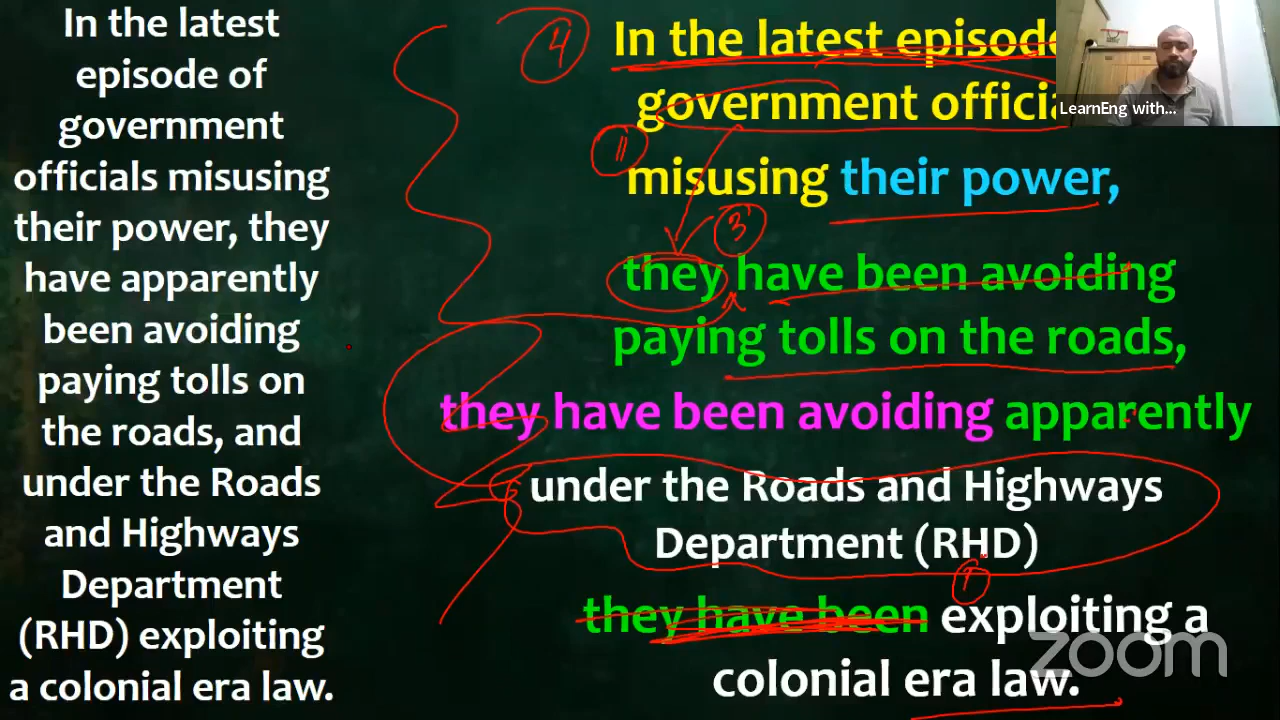 In the latest
episode of
government
officials misusing
their power, they
have apparently
been avoiding
paying tolls on
the roads, and
under the Roads
and Highways
Department
(RHD) exploiting
a colonial era law.
4
In the latest episode
government officia
11
misusing their power,
3
they have been avoiding
paying tolls on the roads,
they have been avoiding apparently
under the Roads and Highways
Department (RHD)
they have been exploiting a
colonial era law.
LearnEng with...
zoom